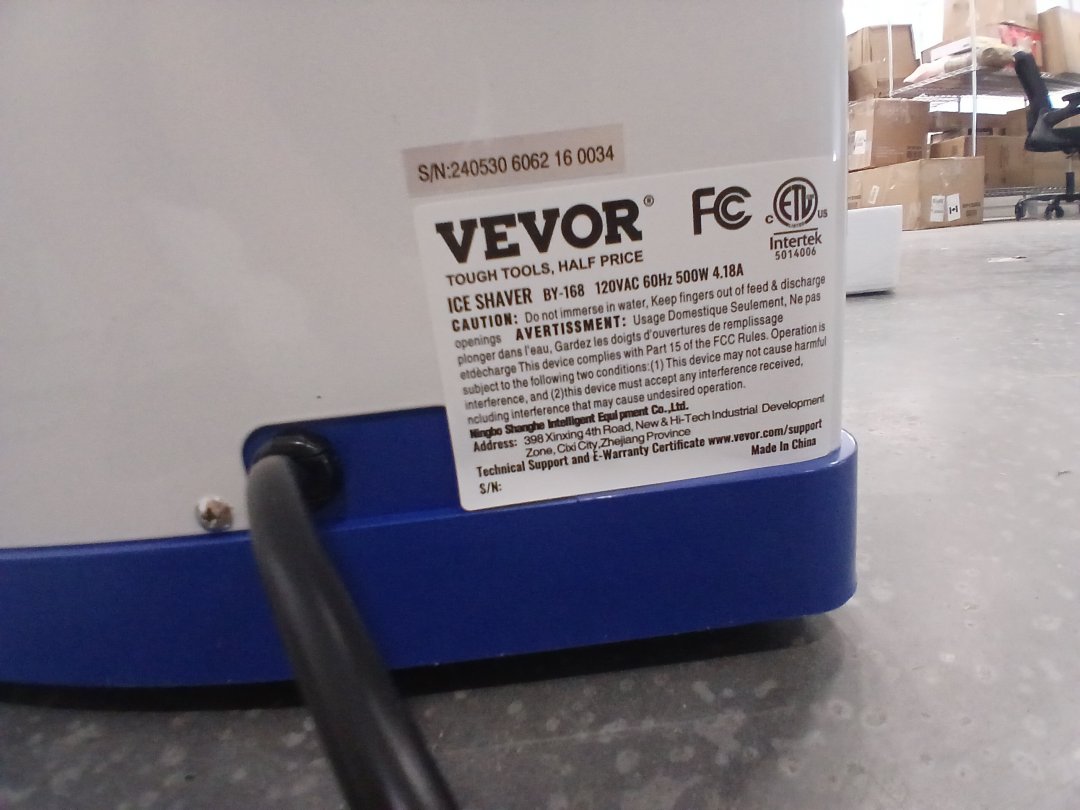 S/N:240530 6062 16 0034
VEVOR®
FC
TOUGH TOOLS, HALF PRICE
C ETL US
Intertek
5014006
ICE SHAVER BY-168 120VAC 60Hz 500W 4.18A
CAUTION: Do not immerse in water, Keep fingers out of feed & discharge
openings AVERTISSMENT: Usage Domestique Seulement, Ne pas
plonger dans l'eau, Gardez les doigts d'ouvertures de remplissage
etdècharge This device complies with Part 15 of the FCC Rules. Operation is
subject to the following two conditions:(1) This device may not cause harmful
interference, and (2)this device must accept any interference received,
ncluding interference that may cause undesired operation.
Ningbo Shanghe Intelligent Equipment Co.,Ltd.
Address: 398 Xinxing 4th Road, New & Hi-Tech Industrial Development
Zone, Cixi City,Zhejiang Province
Technical Support and E-Warranty Certificate www.vevor.com/support
S/N:
Made In China